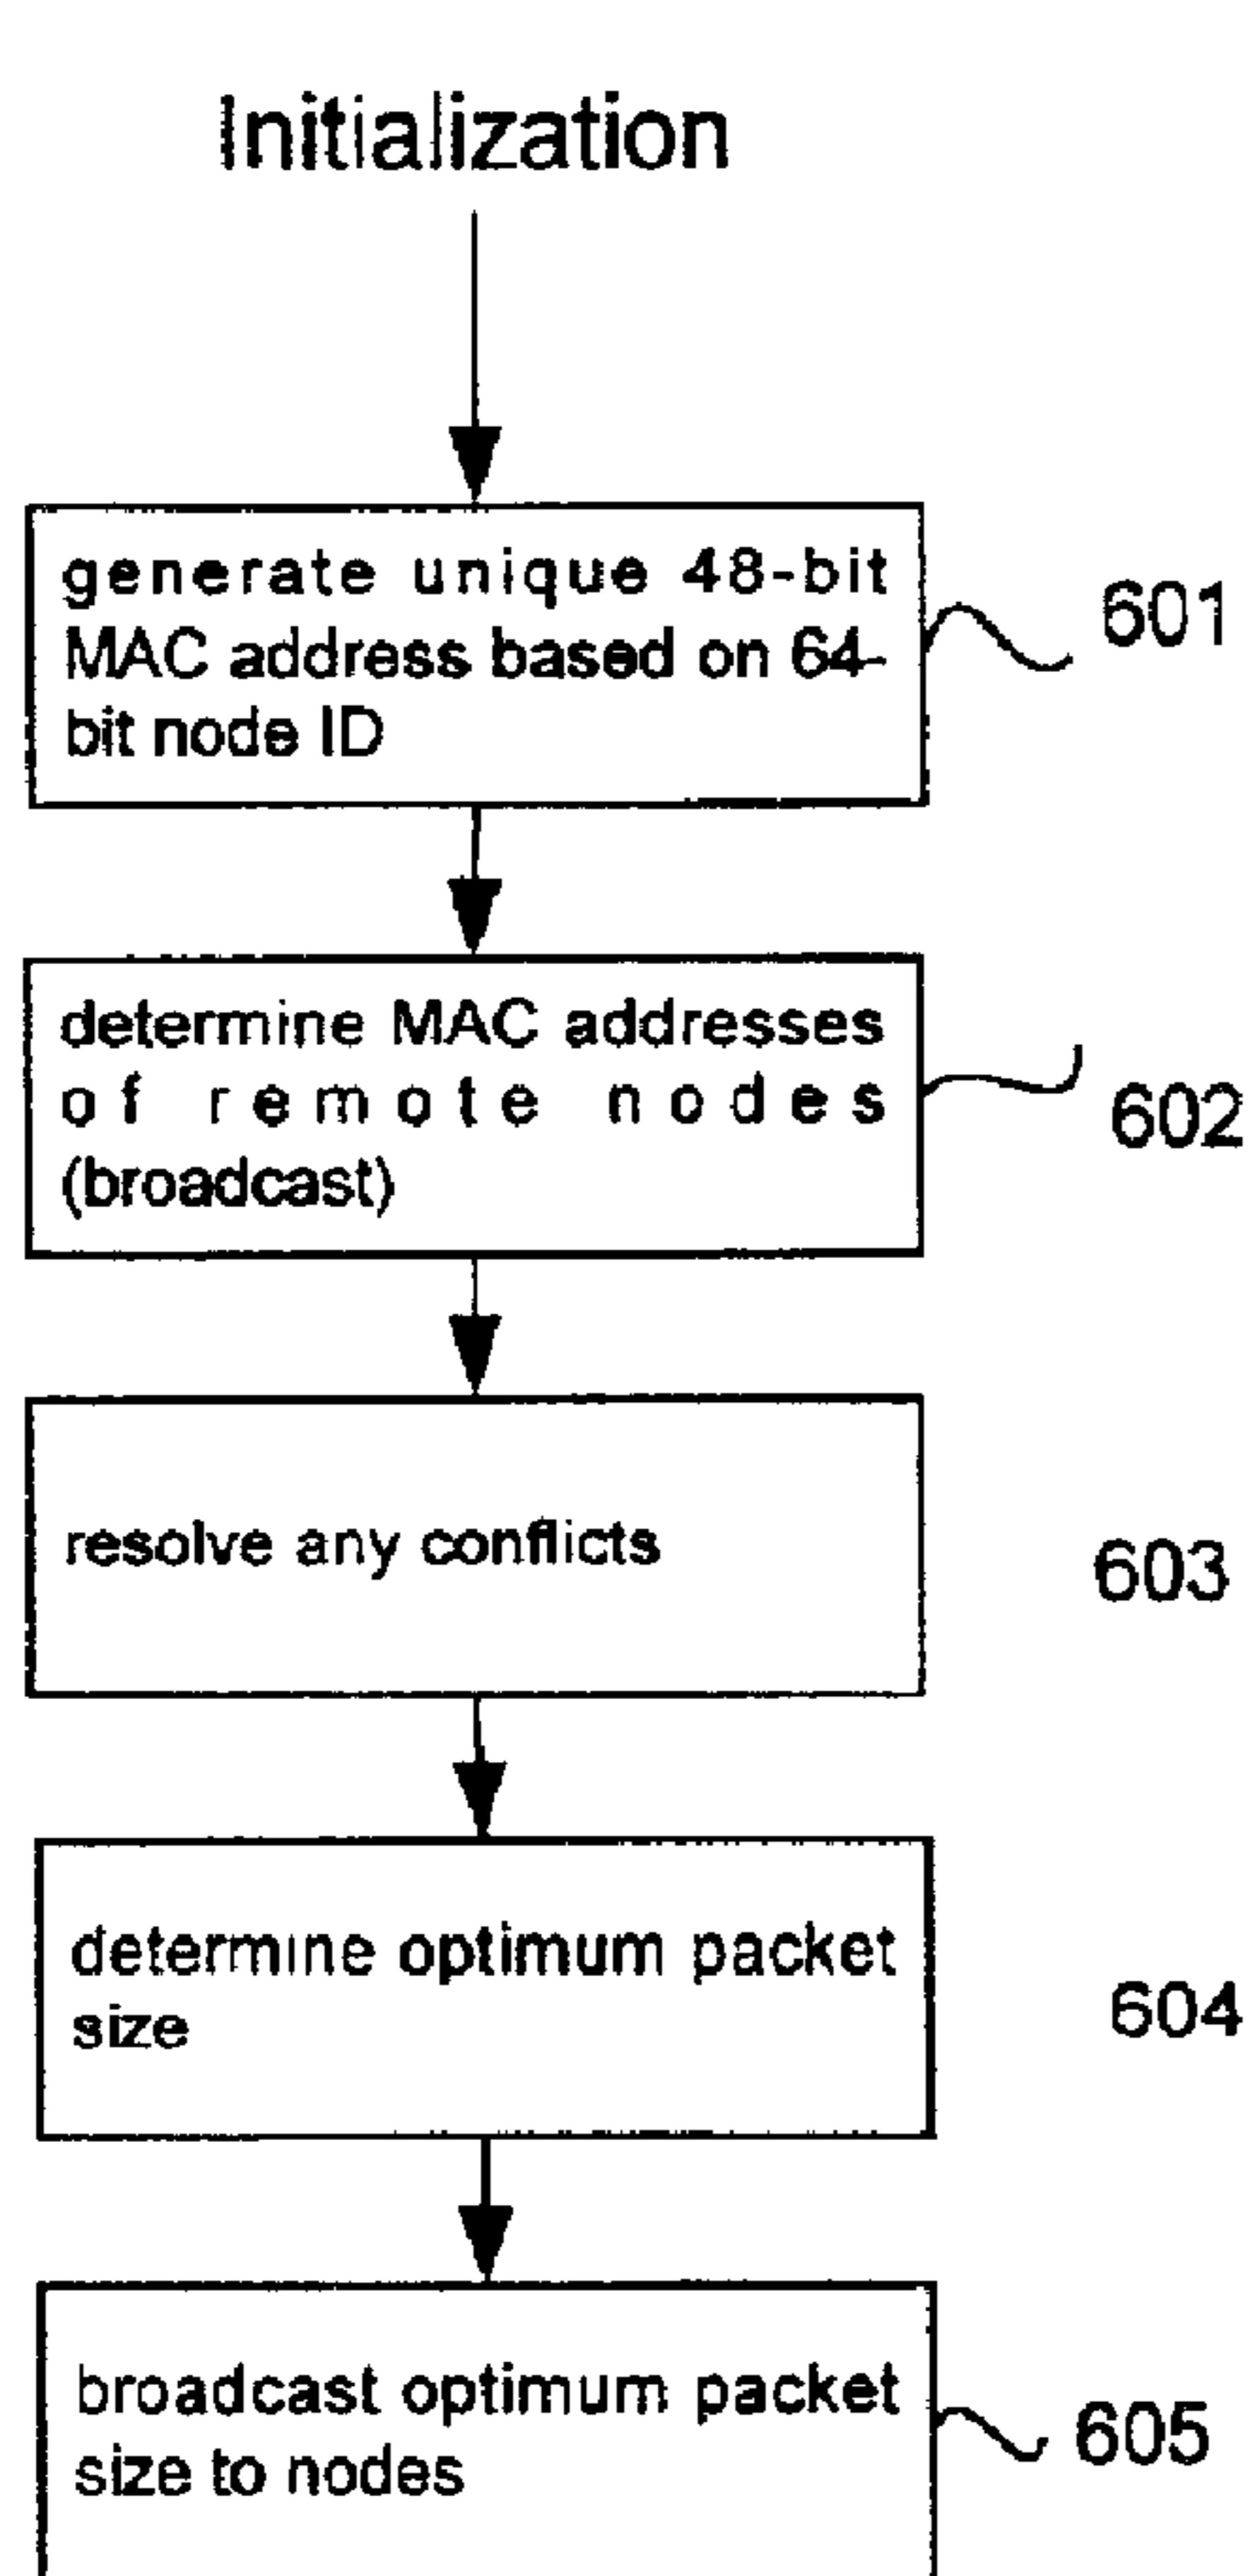 Initialization
generate unique 48-bit
MAC address based on 64-
bit node ID
601
determine MAC addresses
of remote nodes
(broadcast)
602
resolve any conflicts
603
determine optimum packet
size
604
broadcast optimum packet
size to nodes
605